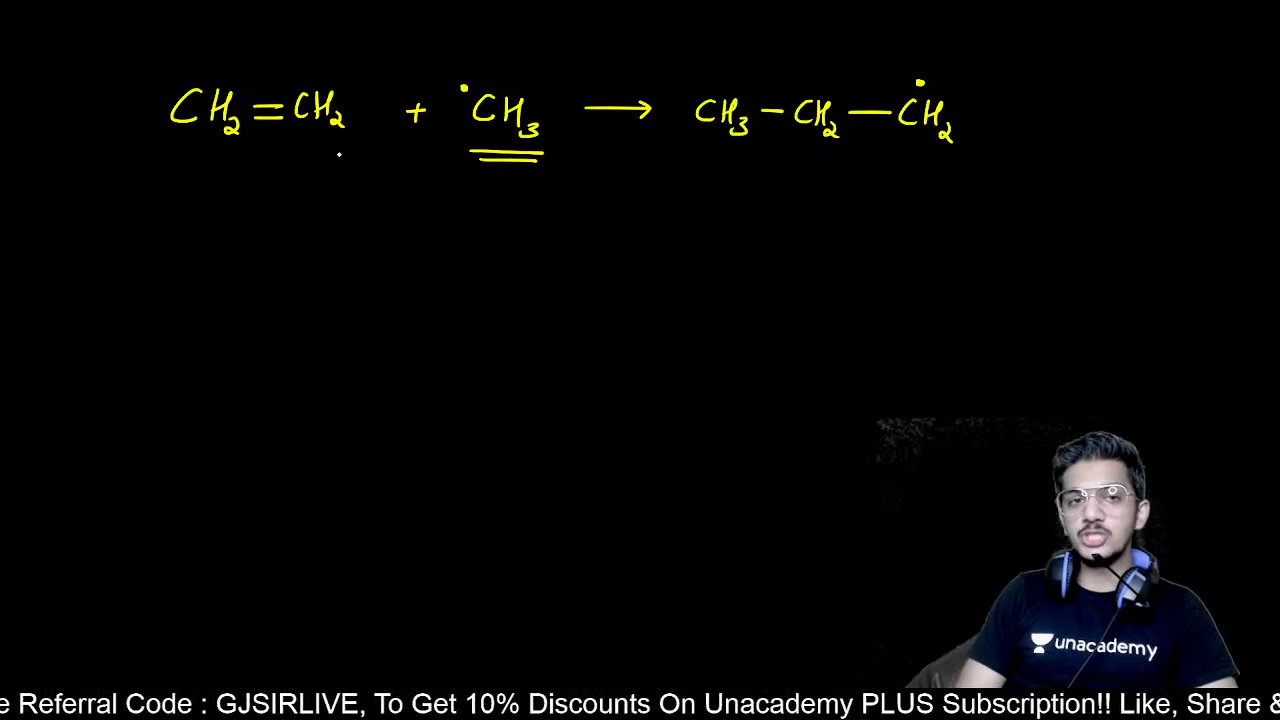 CH₂=CH₂ + •CH₃ ⟶ CH₃-CH₂-ĊH₂
unacademy
e Referral Code : GJSIRLIVE, To Get 10% Discounts On Unacademy PLUS Subscription!! Like, Share &